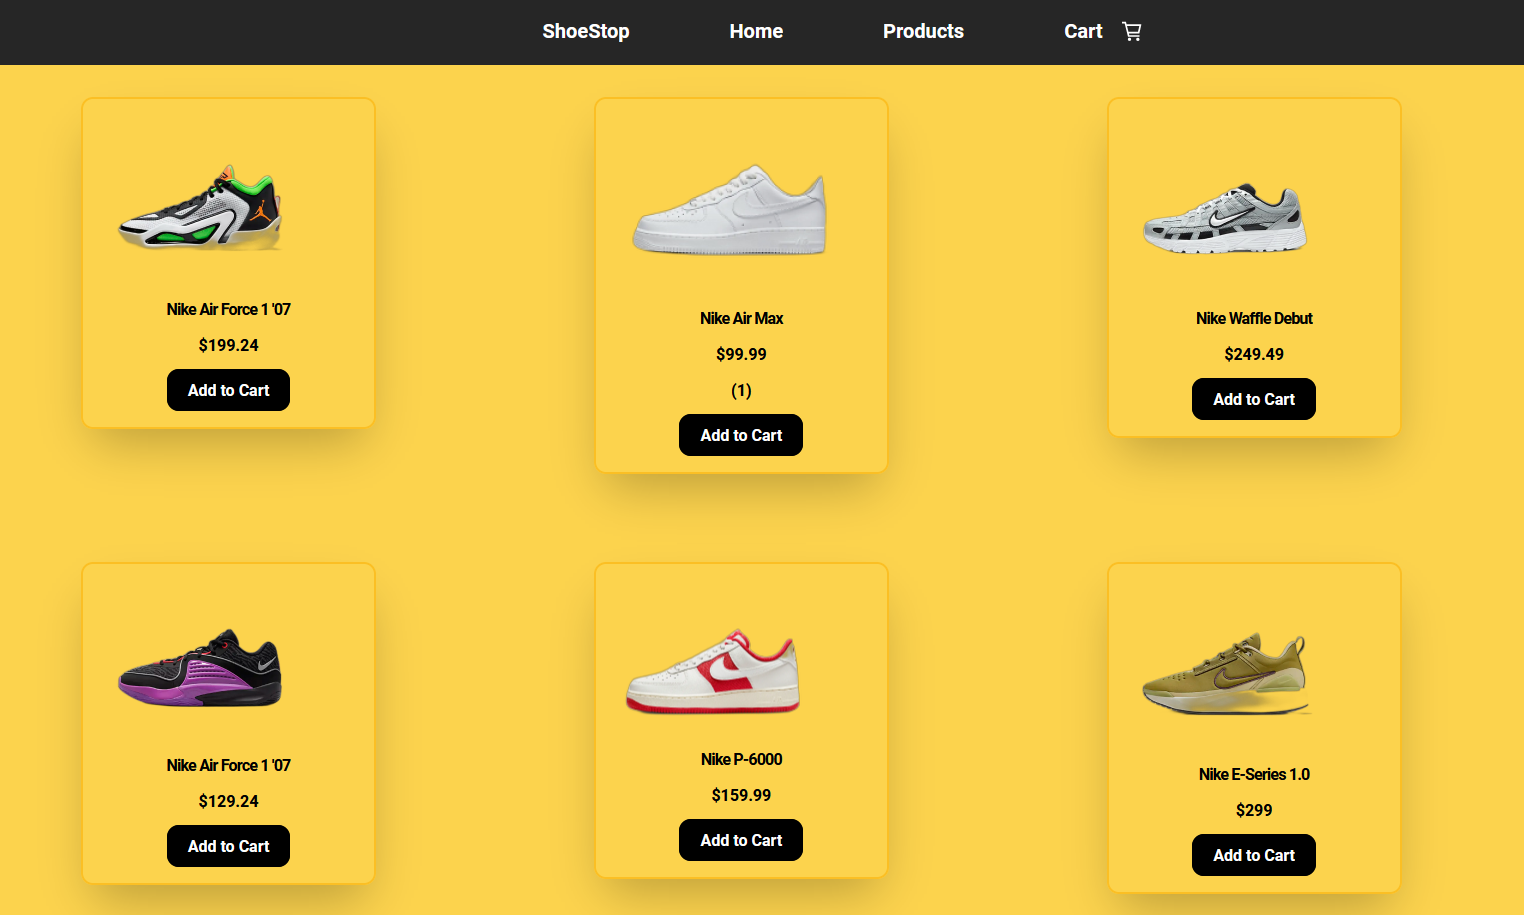 ShoeStop Home Products Cart
Nike Air Force 1 '07
$199.24
Add to Cart
Nike Air Max
$99.99
(1)
Add to Cart
Nike Waffle Debut
$249.49
Add to Cart
Nike Air Force 1 '07
$129.24
Add to Cart
Nike P-6000
$159.99
Add to Cart
Nike E-Series 1.0
$299
Add to Cart